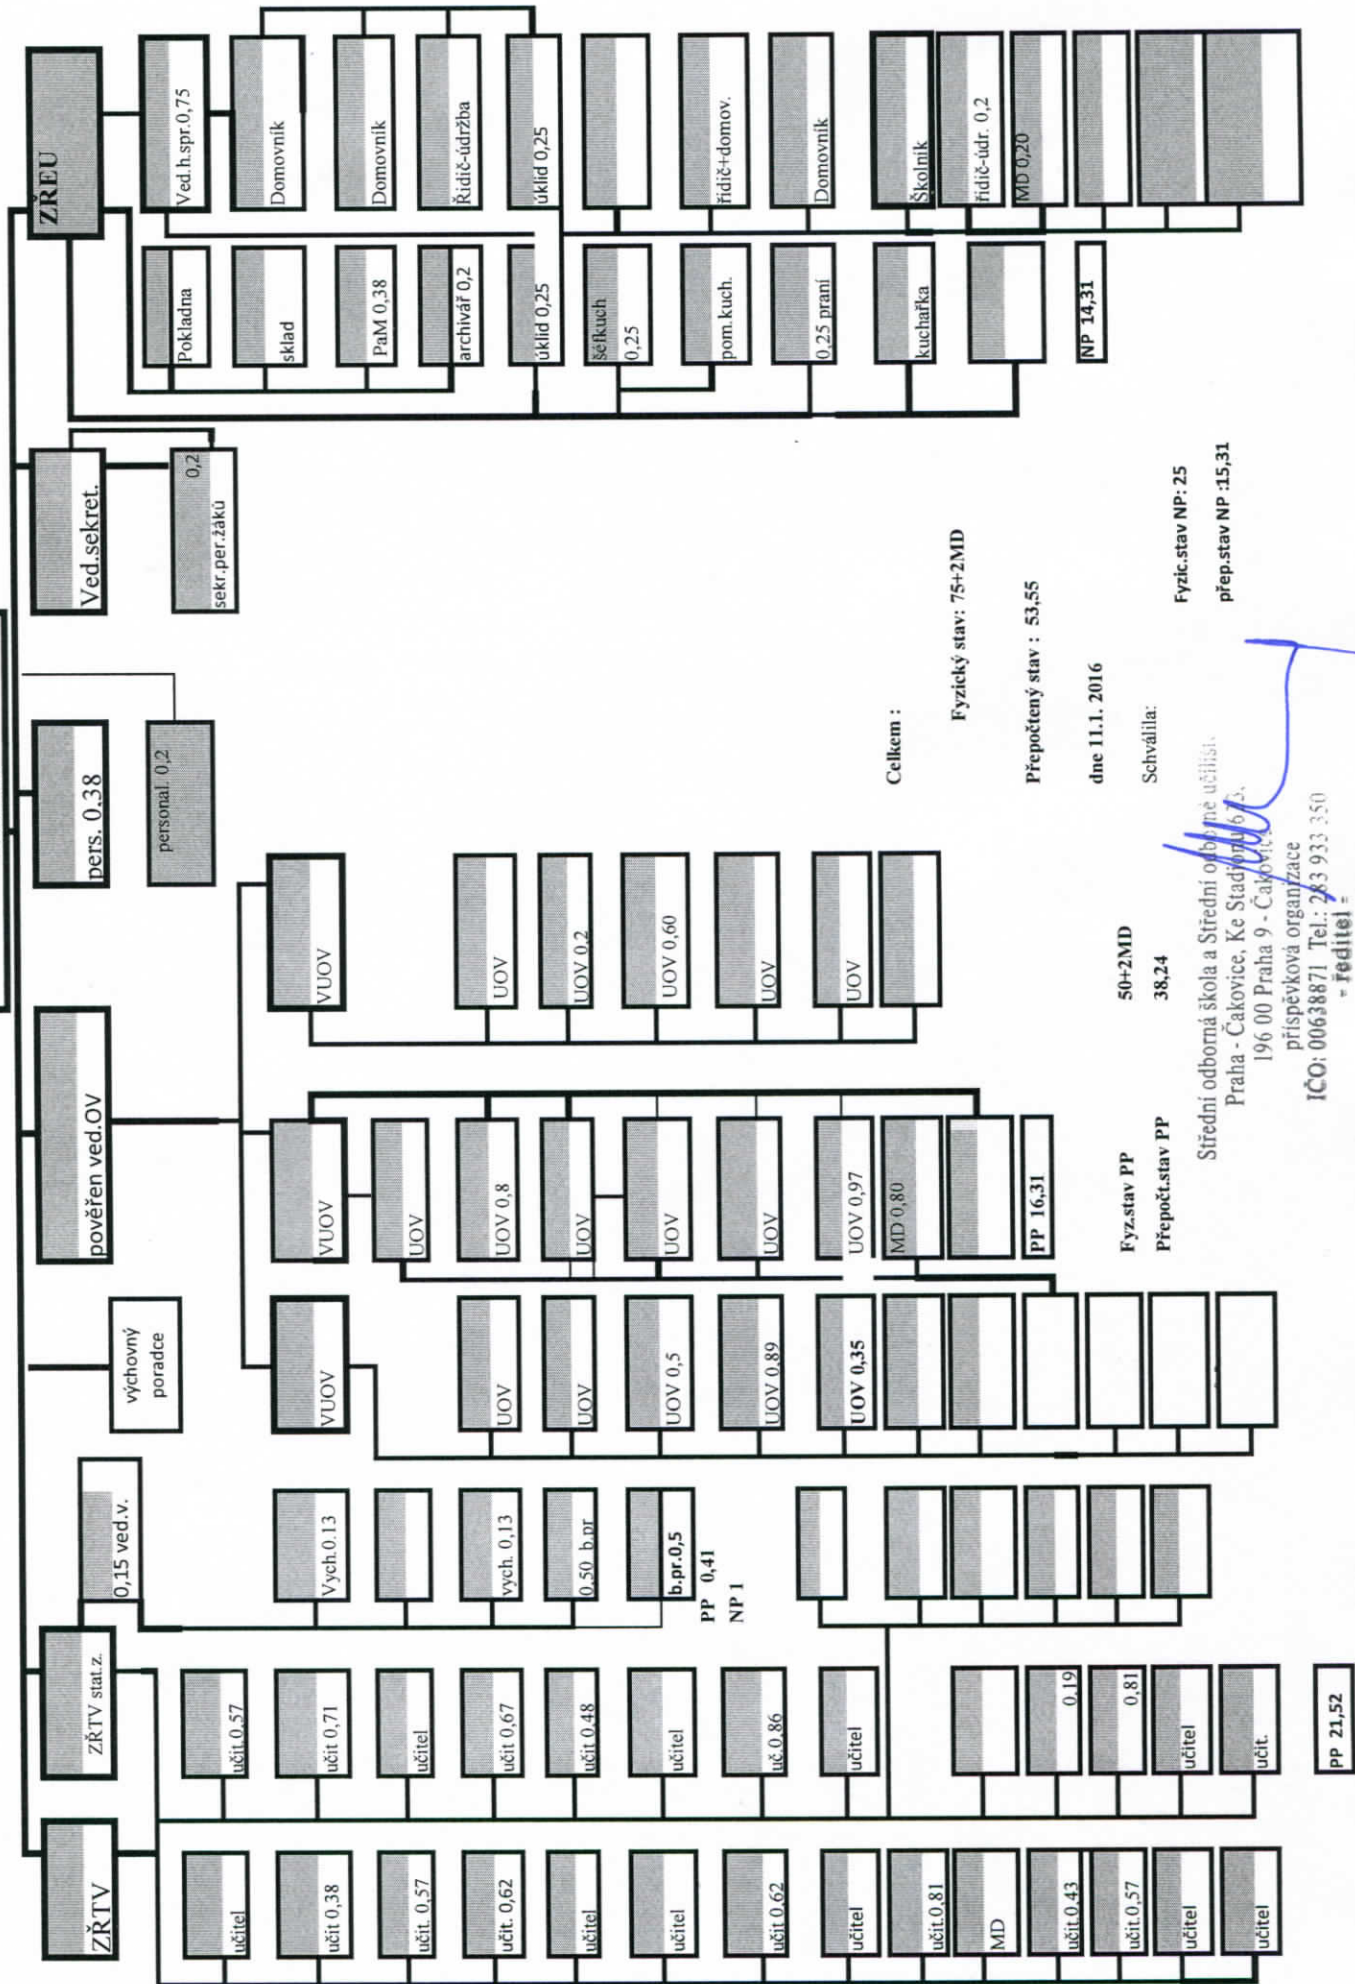 ZŘTV
ZŘTV stat.z.
0,15 ved.v.
výchovný
poradce
pověřen ved.OV
pers. 0.38
personal. 0,2
Ved.sekret.
0,2
sekr.per.žáků
ZŘEU
učitel
učit 0,38
učit. 0,57
učit. 0,62
učitel
učitel
učit 0,62
učitel
učit.0,81
MD
učit.0,43
učit.0,57
učitel
učitel
učit.0,57
učit 0,71
učitel
učit 0,67
učit 0,48
učitel
uč.0,86
učitel
0,19
0,81
učitel
učit.
PP 21,52
Vých.0.13
vych. 0,13
0,50 b.pr
b.pr.0,5
PP 0,41
NP 1
VUOV
UOV
UOV
UOV 0,5
UOV 0,89
UOV 0,35
VUOV
UOV
UOV 0,8
UOV
UOV
UOV
UOV 0,97
MD 0,80
PP 16,31
VUOV
UOV
UOV 0,2
UOV 0,60
UOV
UOV
Pokladna
sklad
PaM 0,38
archivář 0,2
úklid 0,25
šéfkuch
0,25
pom.kuch.
0,25 praní
kuchařka
NP 14,31
Ved.h.spr.0,75
Domovník
Domovník
Řidič-údržba
úklid 0,25
řidič+domov.
Domovník
Školník
řidič-údr. 0,2
MD 0,20
Celkem :
Fyzický stav: 75+2MD
Přepočtený stav : 53,55
dne 11.1. 2016
Schválila:
Fyz.stav PP 50+2MD
Přepočt.stav PP 38,24
Fyzic.stav NP: 25
přep.stav NP :15,31
Střední odborná škola a Střední odborné učiliště,
Praha - Čakovice, Ke Stadionu 623,
196 00 Praha 9 - Čakovice
příspěvková organizace
IČO: 00638871 Tel.: 283 933 350
= ředitel =